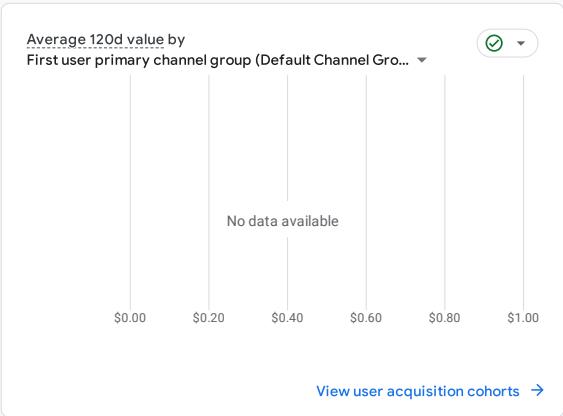 Average 120d value by
First user primary channel group (Default Channel Gro...
No data available
$0.00 $0.20 $0.40 $0.60 $0.80 $1.00
View user acquisition cohorts